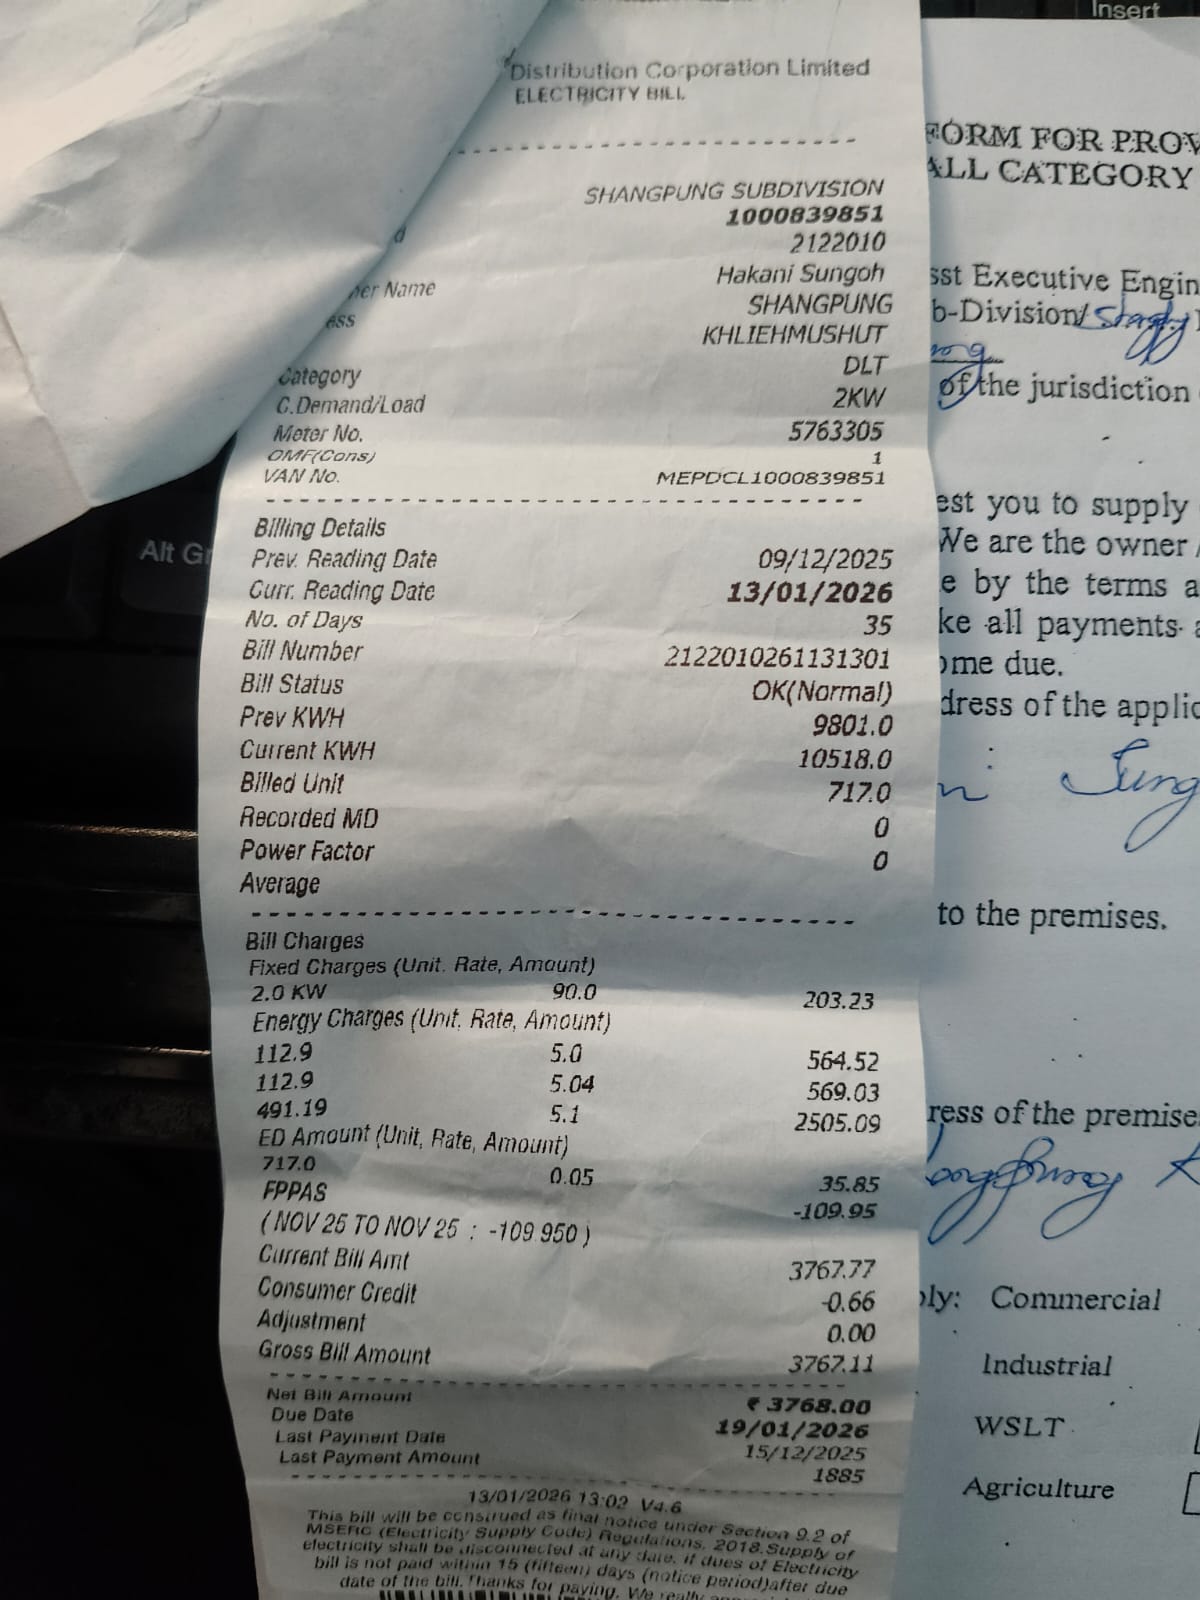 Insert
Alt Gr
Distribution Corporation Limited
ELECTRICITY BILL
SHANGPUNG SUBDIVISION
1000839851
d 2122010
ner Name Hakani Sungoh
ess SHANGPUNG
KHLIEHMUSHUT
Category DLT
C.Demand/Load 2KW
Meter No. 5763305
OMF(Cons) 1
VAN No. MEPDCL1000839851
Billing Details
Prev. Reading Date 09/12/2025
Curr. Reading Date 13/01/2026
No. of Days 35
Bill Number 2122010261131301
Bill Status OK(Normal)
Prev KWH 9801.0
Current KWH 10518.0
Billed Unit 717.0
Recorded MD 0
Power Factor 0
Average
Bill Charges
Fixed Charges (Unit, Rate, Amount)
2.0 KW 90.0 203.23
Energy Charges (Unit, Rate, Amount)
112.9 5.0 564.52
112.9 5.04 569.03
491.19 5.1 2505.09
ED Amount (Unit, Rate, Amount)
717.0 0.05 35.85
FPPAS -109.95
( NOV 25 TO NOV 25 : -109.950 )
Current Bill Amt 3767.77
Consumer Credit -0.66
Adjustment 0.00
Gross Bill Amount 3767.11
Net Bill Amount ₹ 3768.00
Due Date 19/01/2026
Last Payment Date 15/12/2025
Last Payment Amount 1885
13/01/2026 13:02 V4.6
This bill will be construed as final notice under Section 9.2 of
MSERC (Electricity Supply Code) Regulations, 2018.Supply of
electricity shall be disconnected at any date, if dues of Electricity
bill is not paid within 15 (fifteen) days (notice period)after due
date of the bill. Thanks for paying. We really
FORM FOR PROV
ALL CATEGORY
sst Executive Engin
b-Division/
of the jurisdiction
est you to supply
We are the owner /
e by the terms a
ke all payments a
ome due.
dress of the applic
ni Sung
to the premises.
ress of the premise
ply: Commercial
Industrial
WSLT
Agriculture